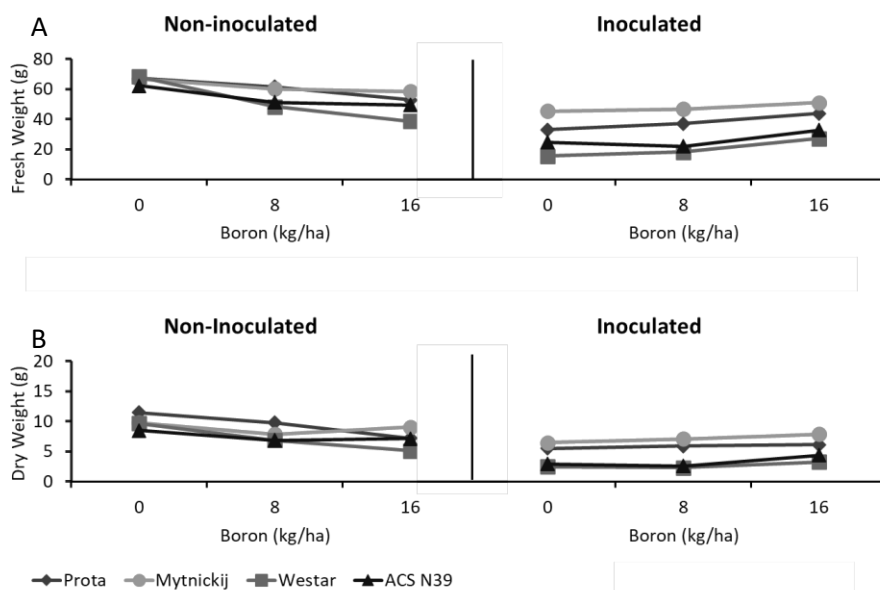 A
Non-inoculated
Inoculated
Fresh Weight (g)
80
60
40
20
0
0 8 16
0 8 16
Boron (kg/ha)
Boron (kg/ha)
B
Non-Inoculated
Inoculated
Dry Weight (g)
20
15
10
5
0
0 8 16
0 8 16
Boron (kg/ha)
Boron (kg/ha)
Prota Mytnickij Westar ACS N39